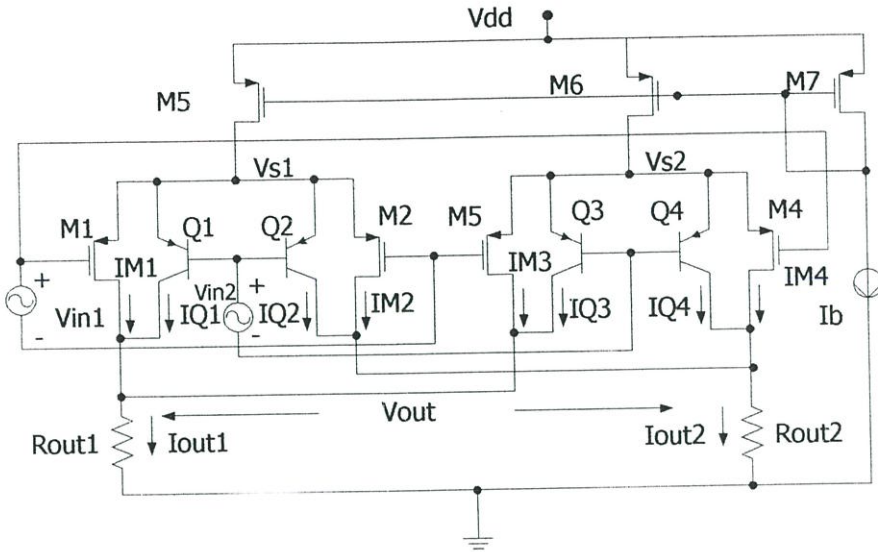 Vdd
M5
M6
M7
Vs1
Vs2
M1
Q1
Q2
M2
M5
Q3
Q4
M4
+
IM1
Vin2
+
IM2
IM3
IM4
Vin1
IQ1
IQ2
IQ3
IQ4
Ib
-
-
Vout
Rout1
Iout1
Iout2
Rout2